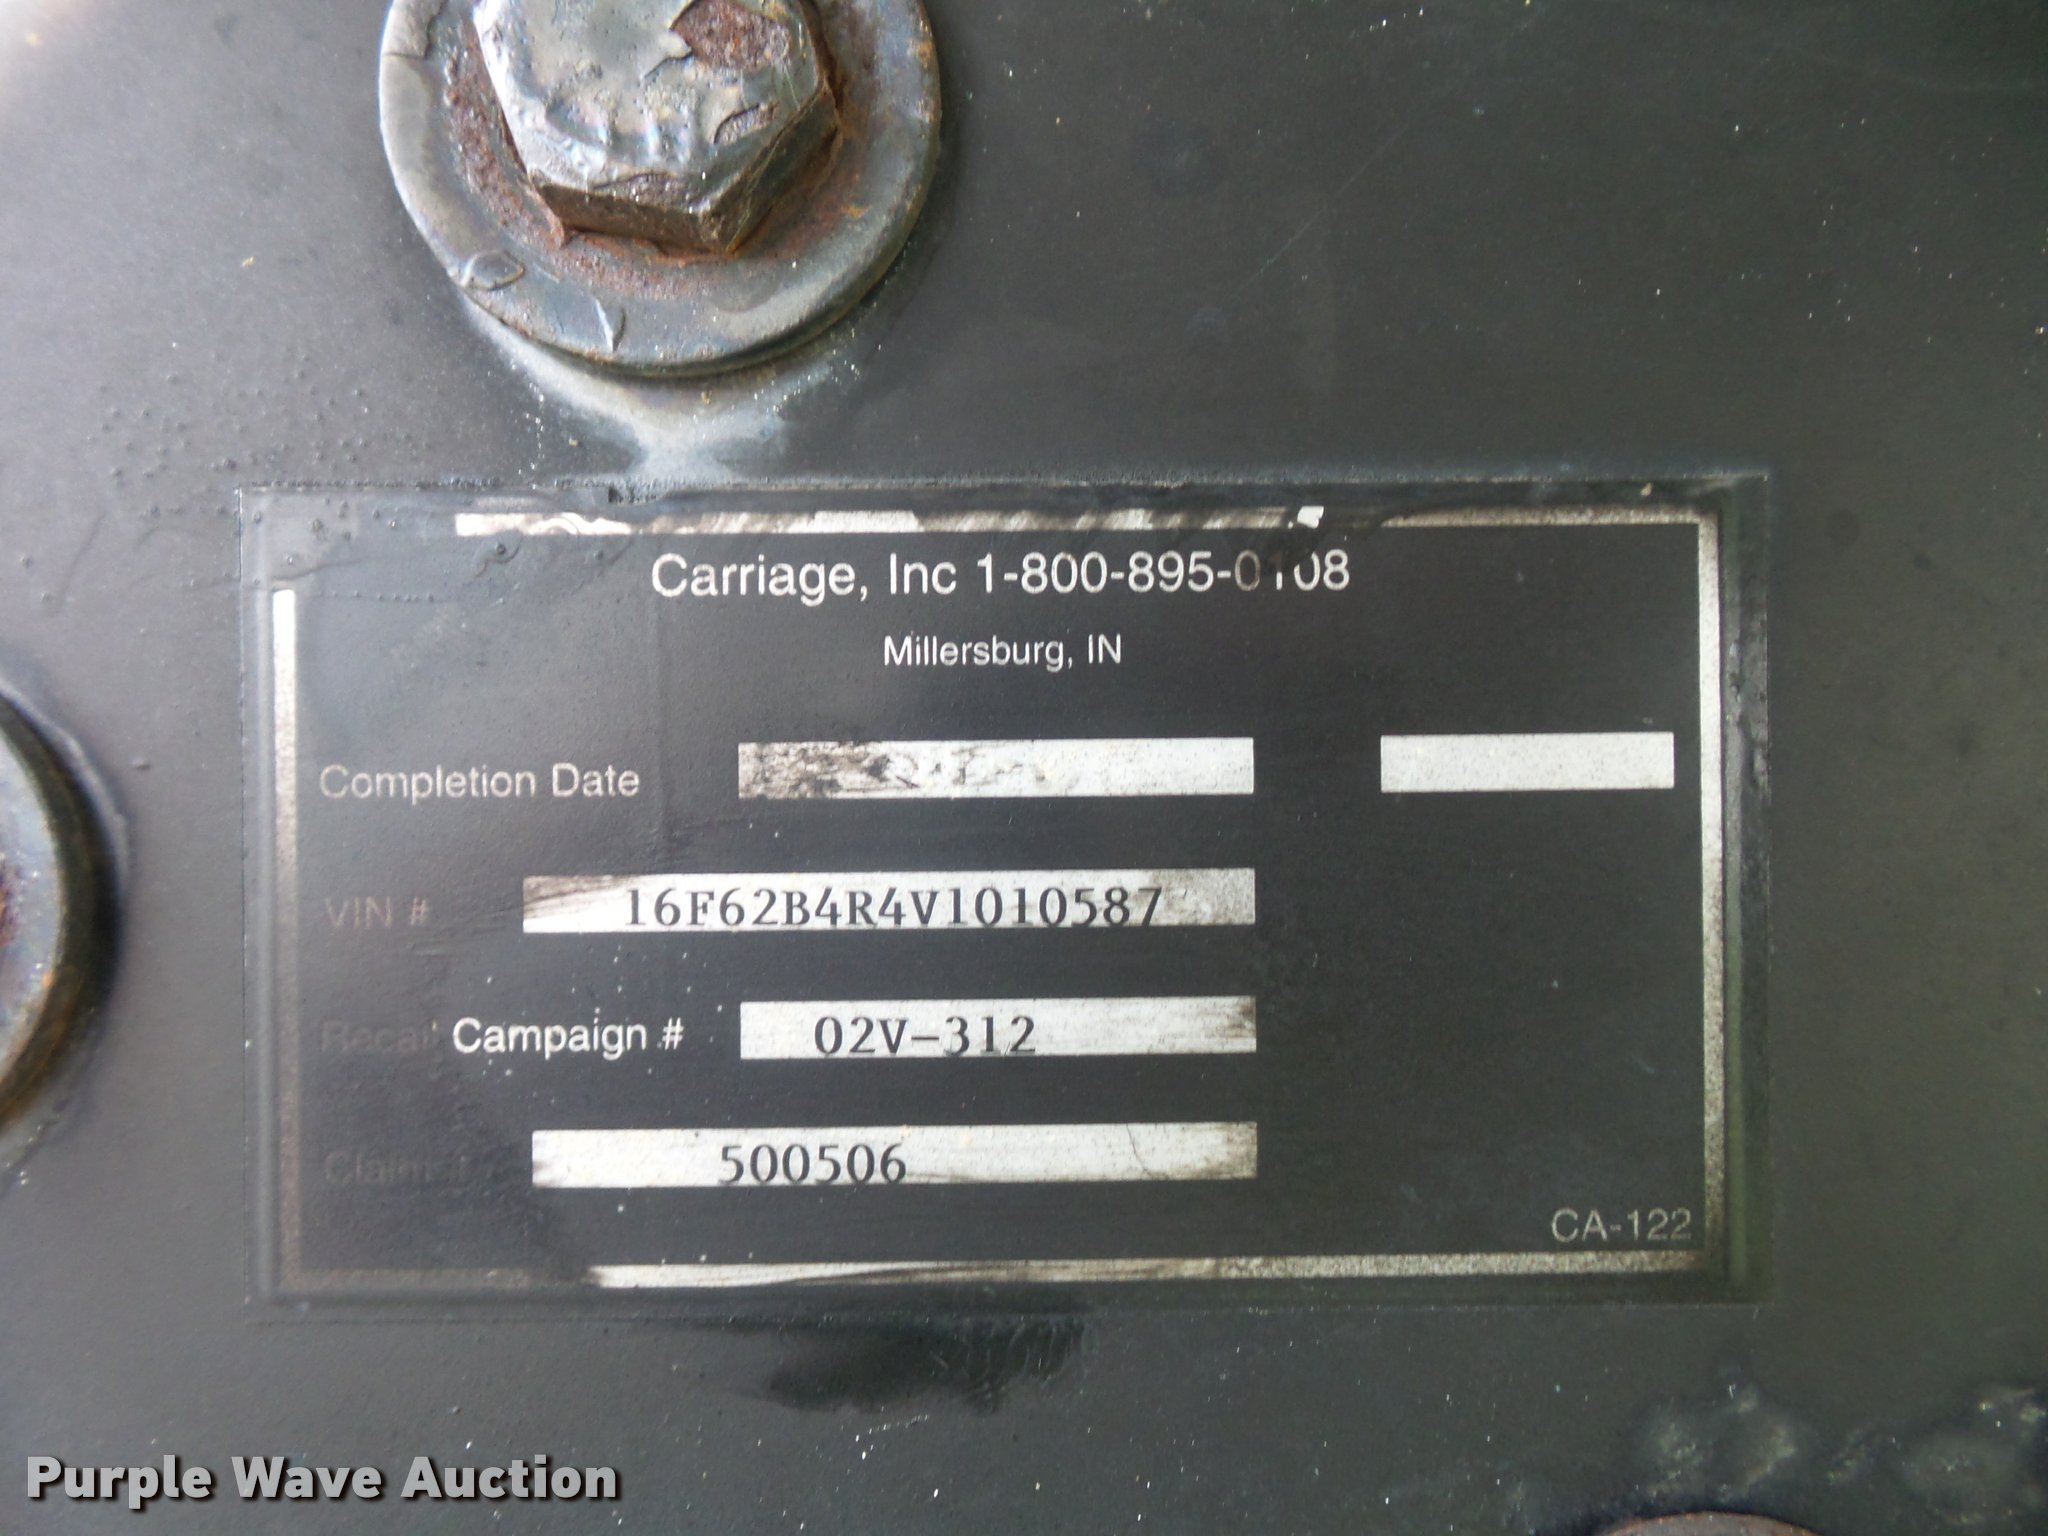 Carriage, Inc 1-800-895-0108
Millersburg, IN
Completion Date
VIN # 16F62B4R4V1010587
Recall Campaign # 02V-312
Claim # 500506
CA-122
Purple Wave Auction